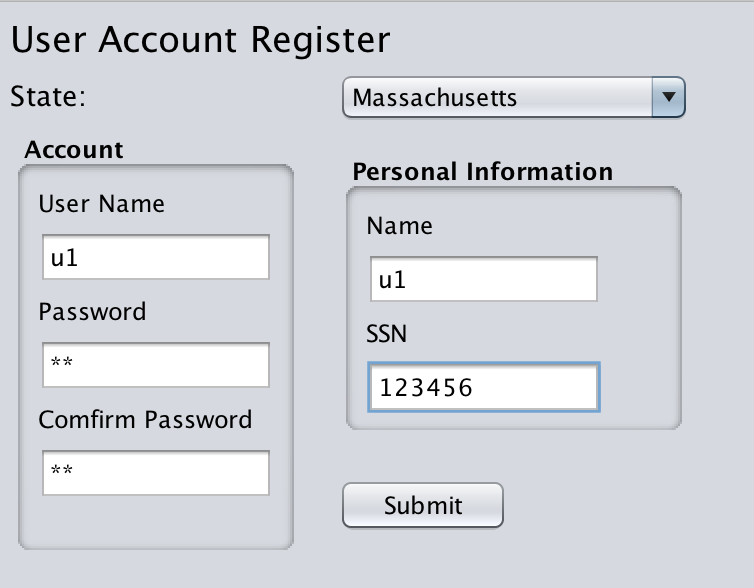 User Account Register
State:
Massachusetts
Account
User Name
u1
Password
**
Comfirm Password
**
Personal Information
Name
u1
SSN
123456
Submit